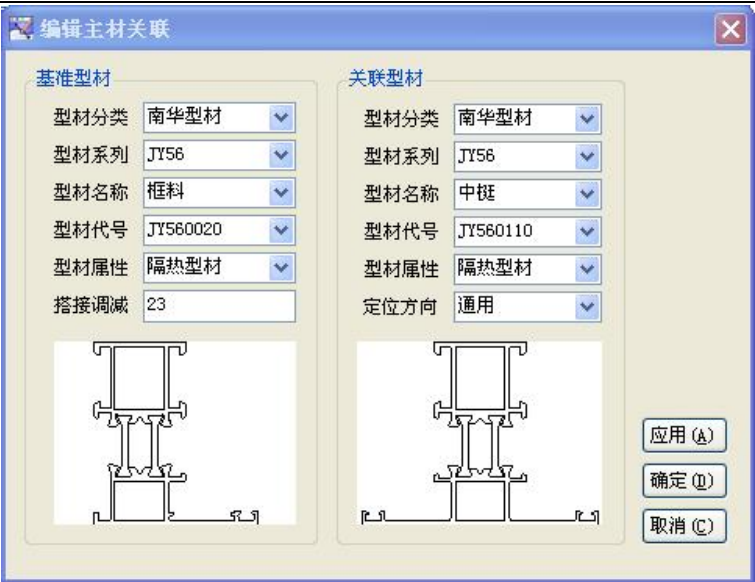 编辑主材关联
基准型材
型材分类 南华型材
型材系列 JY56
型材名称 框料
型材代号 JY560020
型材属性 隔热型材
搭接调减 23
关联型材
型材分类 南华型材
型材系列 JY56
型材名称 中挺
型材代号 JY560110
型材属性 隔热型材
定位方向 通用
应用(A)
确定(D)
取消(C)